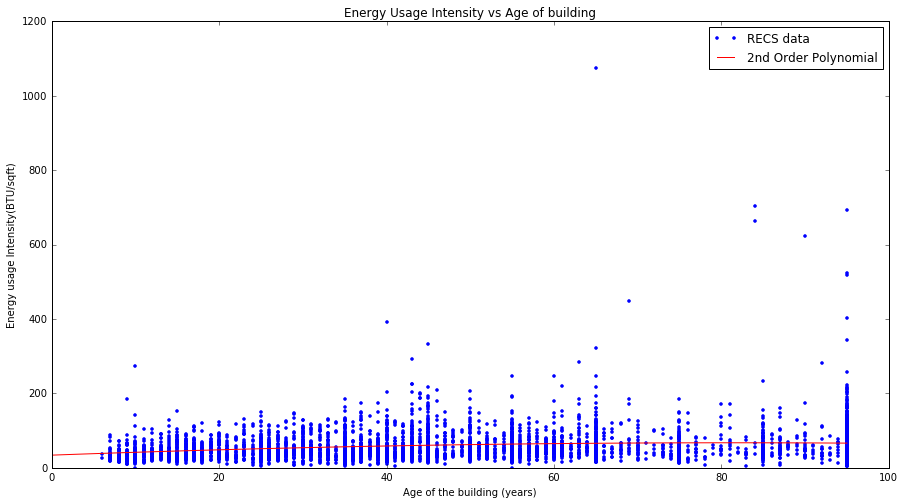 Energy Usage Intensity vs Age of building
RECS data
2nd Order Polynomial
1200
1000
800
600
400
200
0
Energy usage Intensity(BTU/sqft)
0 20 40 60 80 100
Age of the building (years)